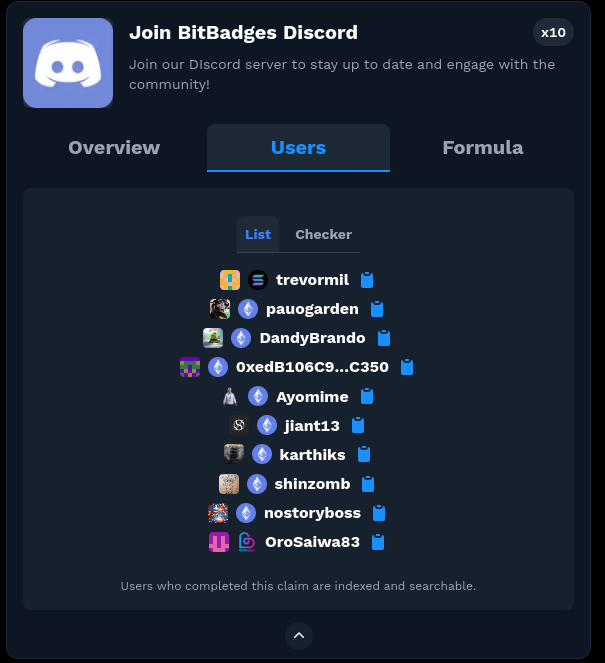 Join BitBadges Discord
x10
Join our DIscord server to stay up to date and engage with the
community!
Overview
Users
Formula
List
Checker
trevormil
pauogarden
DandyBrando
0xedB106C9...C350
Ayomime
jiant13
karthiks
shinzomb
nostoryboss
OroSaiwa83
Users who completed this claim are indexed and searchable.